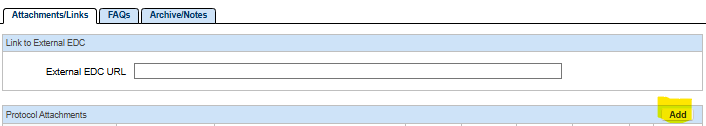 Attachments/Links FAQs Archive/Notes
Link to External EDC
External EDC URL
Protocol Attachments Add